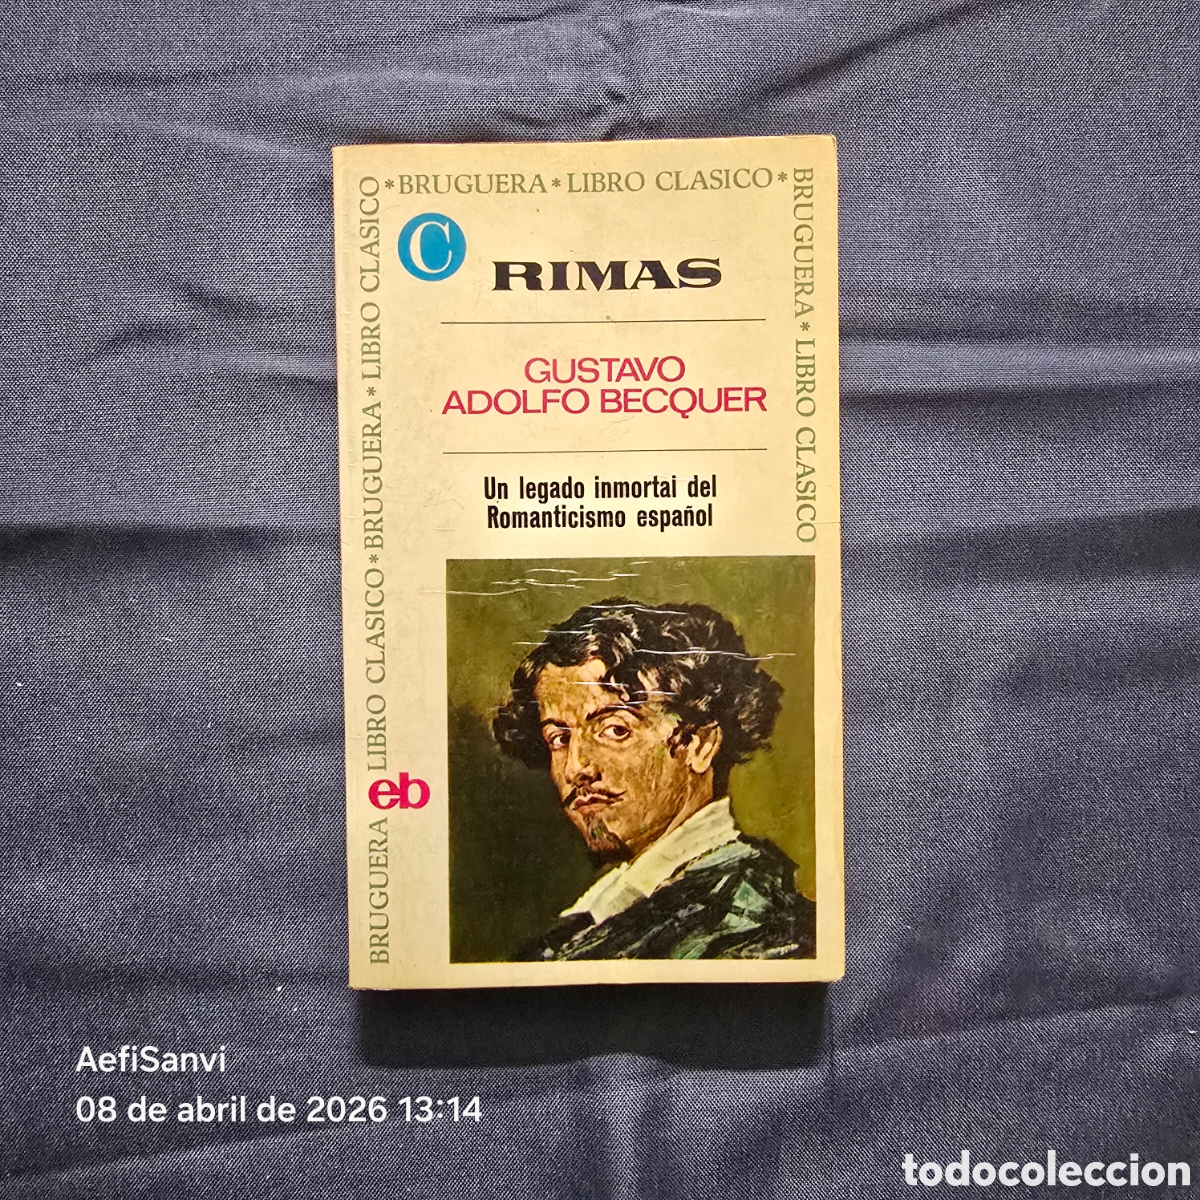 *BRUGUERA*LIBRO CLASICO*
BRUGUERA*LIBRO CLASICO
BRUGUERA LIBRO CLASICO*BRUGUERA*LIBRO CLASICO
C
RIMAS
GUSTAVO
ADOLFO BECQUER
Un legado inmortal del
Romanticismo español
eb
AefiSanvi
08 de abril de 2026 13:14
todocoleccion